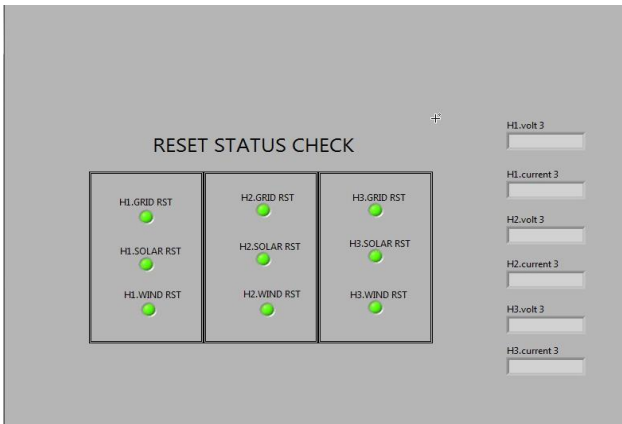 RESET STATUS CHECK
H1.GRID RST
H2.GRID RST
H3.GRID RST
H1.SOLAR RST
H2.SOLAR RST
H3.SOLAR RST
H1.WIND RST
H2.WIND RST
H3.WIND RST
H1.volt 3
H1.current 3
H2.volt 3
H2.current 3
H3.volt 3
H3.current 3